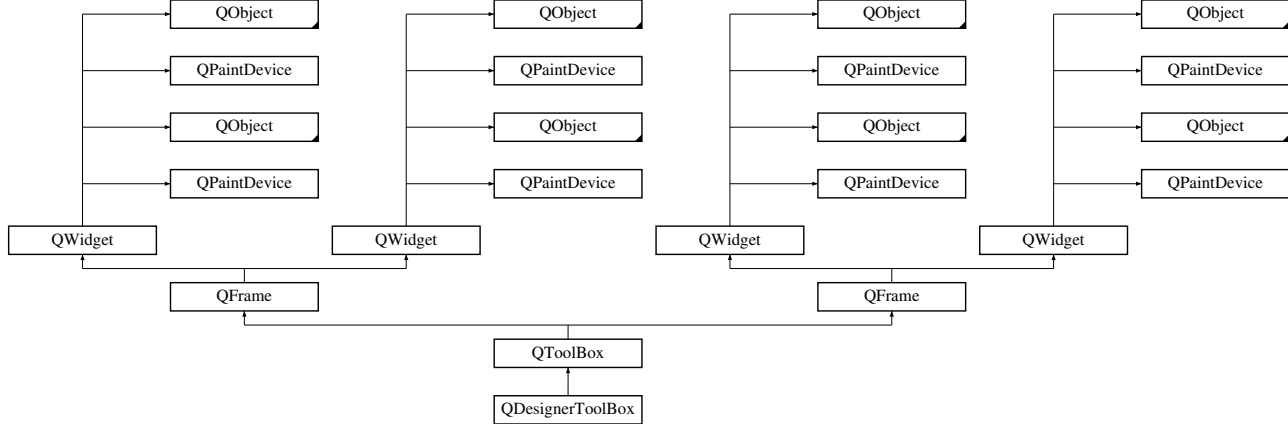 QObject QObject QObject QObject
QPaintDevice QPaintDevice QPaintDevice QPaintDevice
QObject QObject QObject QObject
QPaintDevice QPaintDevice QPaintDevice QPaintDevice
QWidget QWidget QWidget QWidget
QFrame QFrame
QToolBox
QDesignerToolBox